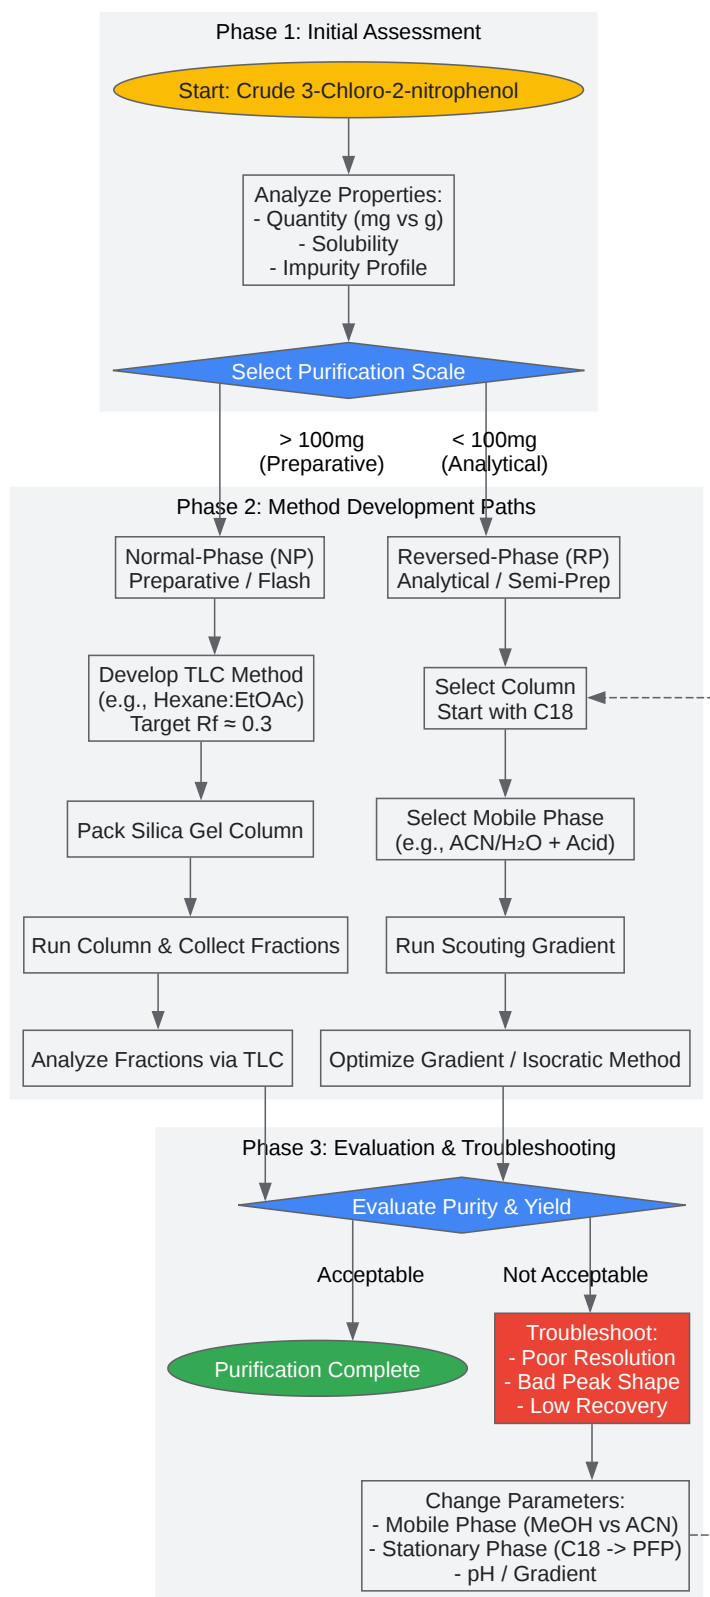 Phase 1: Initial Assessment
Start: Crude 3-Chloro-2-nitrophenol
Analyze Properties:
- Quantity (mg vs g)
- Solubility
- Impurity Profile
Select Purification Scale
> 100mg
(Preparative)
< 100mg
(Analytical)
Phase 2: Method Development Paths
Normal-Phase (NP)
Preparative / Flash
Develop TLC Method
(e.g., Hexane:EtOAc)
Target Rf ≈ 0.3
Pack Silica Gel Column
Run Column & Collect Fractions
Analyze Fractions via TLC
Reversed-Phase (RP)
Analytical / Semi-Prep
Select Column
Start with C18
Select Mobile Phase
(e.g., ACN/H₂O + Acid)
Run Scouting Gradient
Optimize Gradient / Isocratic Method
Phase 3: Evaluation & Troubleshooting
Evaluate Purity & Yield
Acceptable
Not Acceptable
Purification Complete
Troubleshoot:
- Poor Resolution
- Bad Peak Shape
- Low Recovery
Change Parameters:
- Mobile Phase (MeOH vs ACN)
- Stationary Phase (C18 -> PFP)
- pH / Gradient